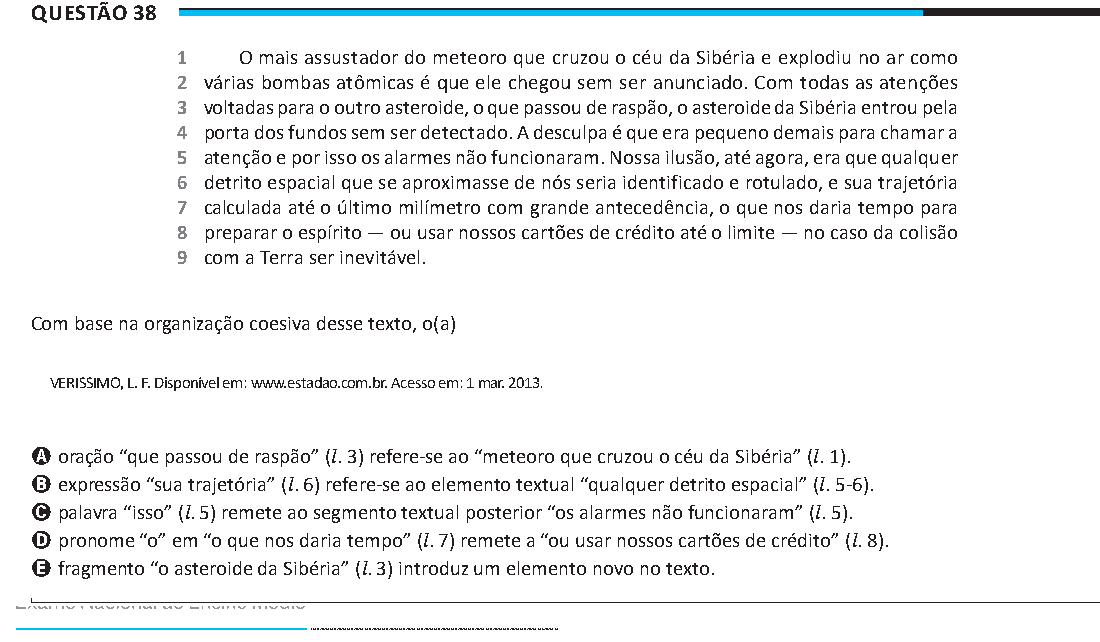 QUESTÃO 38
1 O mais assustador do meteoro que cruzou o céu da Sibéria e explodiu no ar como
2 várias bombas atômicas é que ele chegou sem ser anunciado. Com todas as atenções
3 voltadas para o outro asteroide, o que passou de raspão, o asteroide da Sibéria entrou pela
4 porta dos fundos sem ser detectado. A desculpa é que era pequeno demais para chamar a
5 atenção e por isso os alarmes não funcionaram. Nossa ilusão, até agora, era que qualquer
6 detrito espacial que se aproximasse de nós seria identificado e rotulado, e sua trajetória
7 calculada até o último milímetro com grande antecedência, o que nos daria tempo para
8 preparar o espírito — ou usar nossos cartões de crédito até o limite — no caso da colisão
9 com a Terra ser inevitável.
Com base na organização coesiva desse texto, o(a)
VERISSIMO, L. F. Disponível em: www.estadao.com.br. Acesso em: 1 mar. 2013.
A oração “que passou de raspão” (l. 3) refere-se ao “meteoro que cruzou o céu da Sibéria” (l. 1).
B expressão “sua trajetória” (l. 6) refere-se ao elemento textual “qualquer detrito espacial” (l. 5-6).
C palavra “isso” (l. 5) remete ao segmento textual posterior “os alarmes não funcionaram” (l. 5).
D pronome “o” em “o que nos daria tempo” (l. 7) remete a “ou usar nossos cartões de crédito” (l. 8).
E fragmento “o asteroide da Sibéria” (l. 3) introduz um elemento novo no texto.
Exame Nacional do Ensino Médio